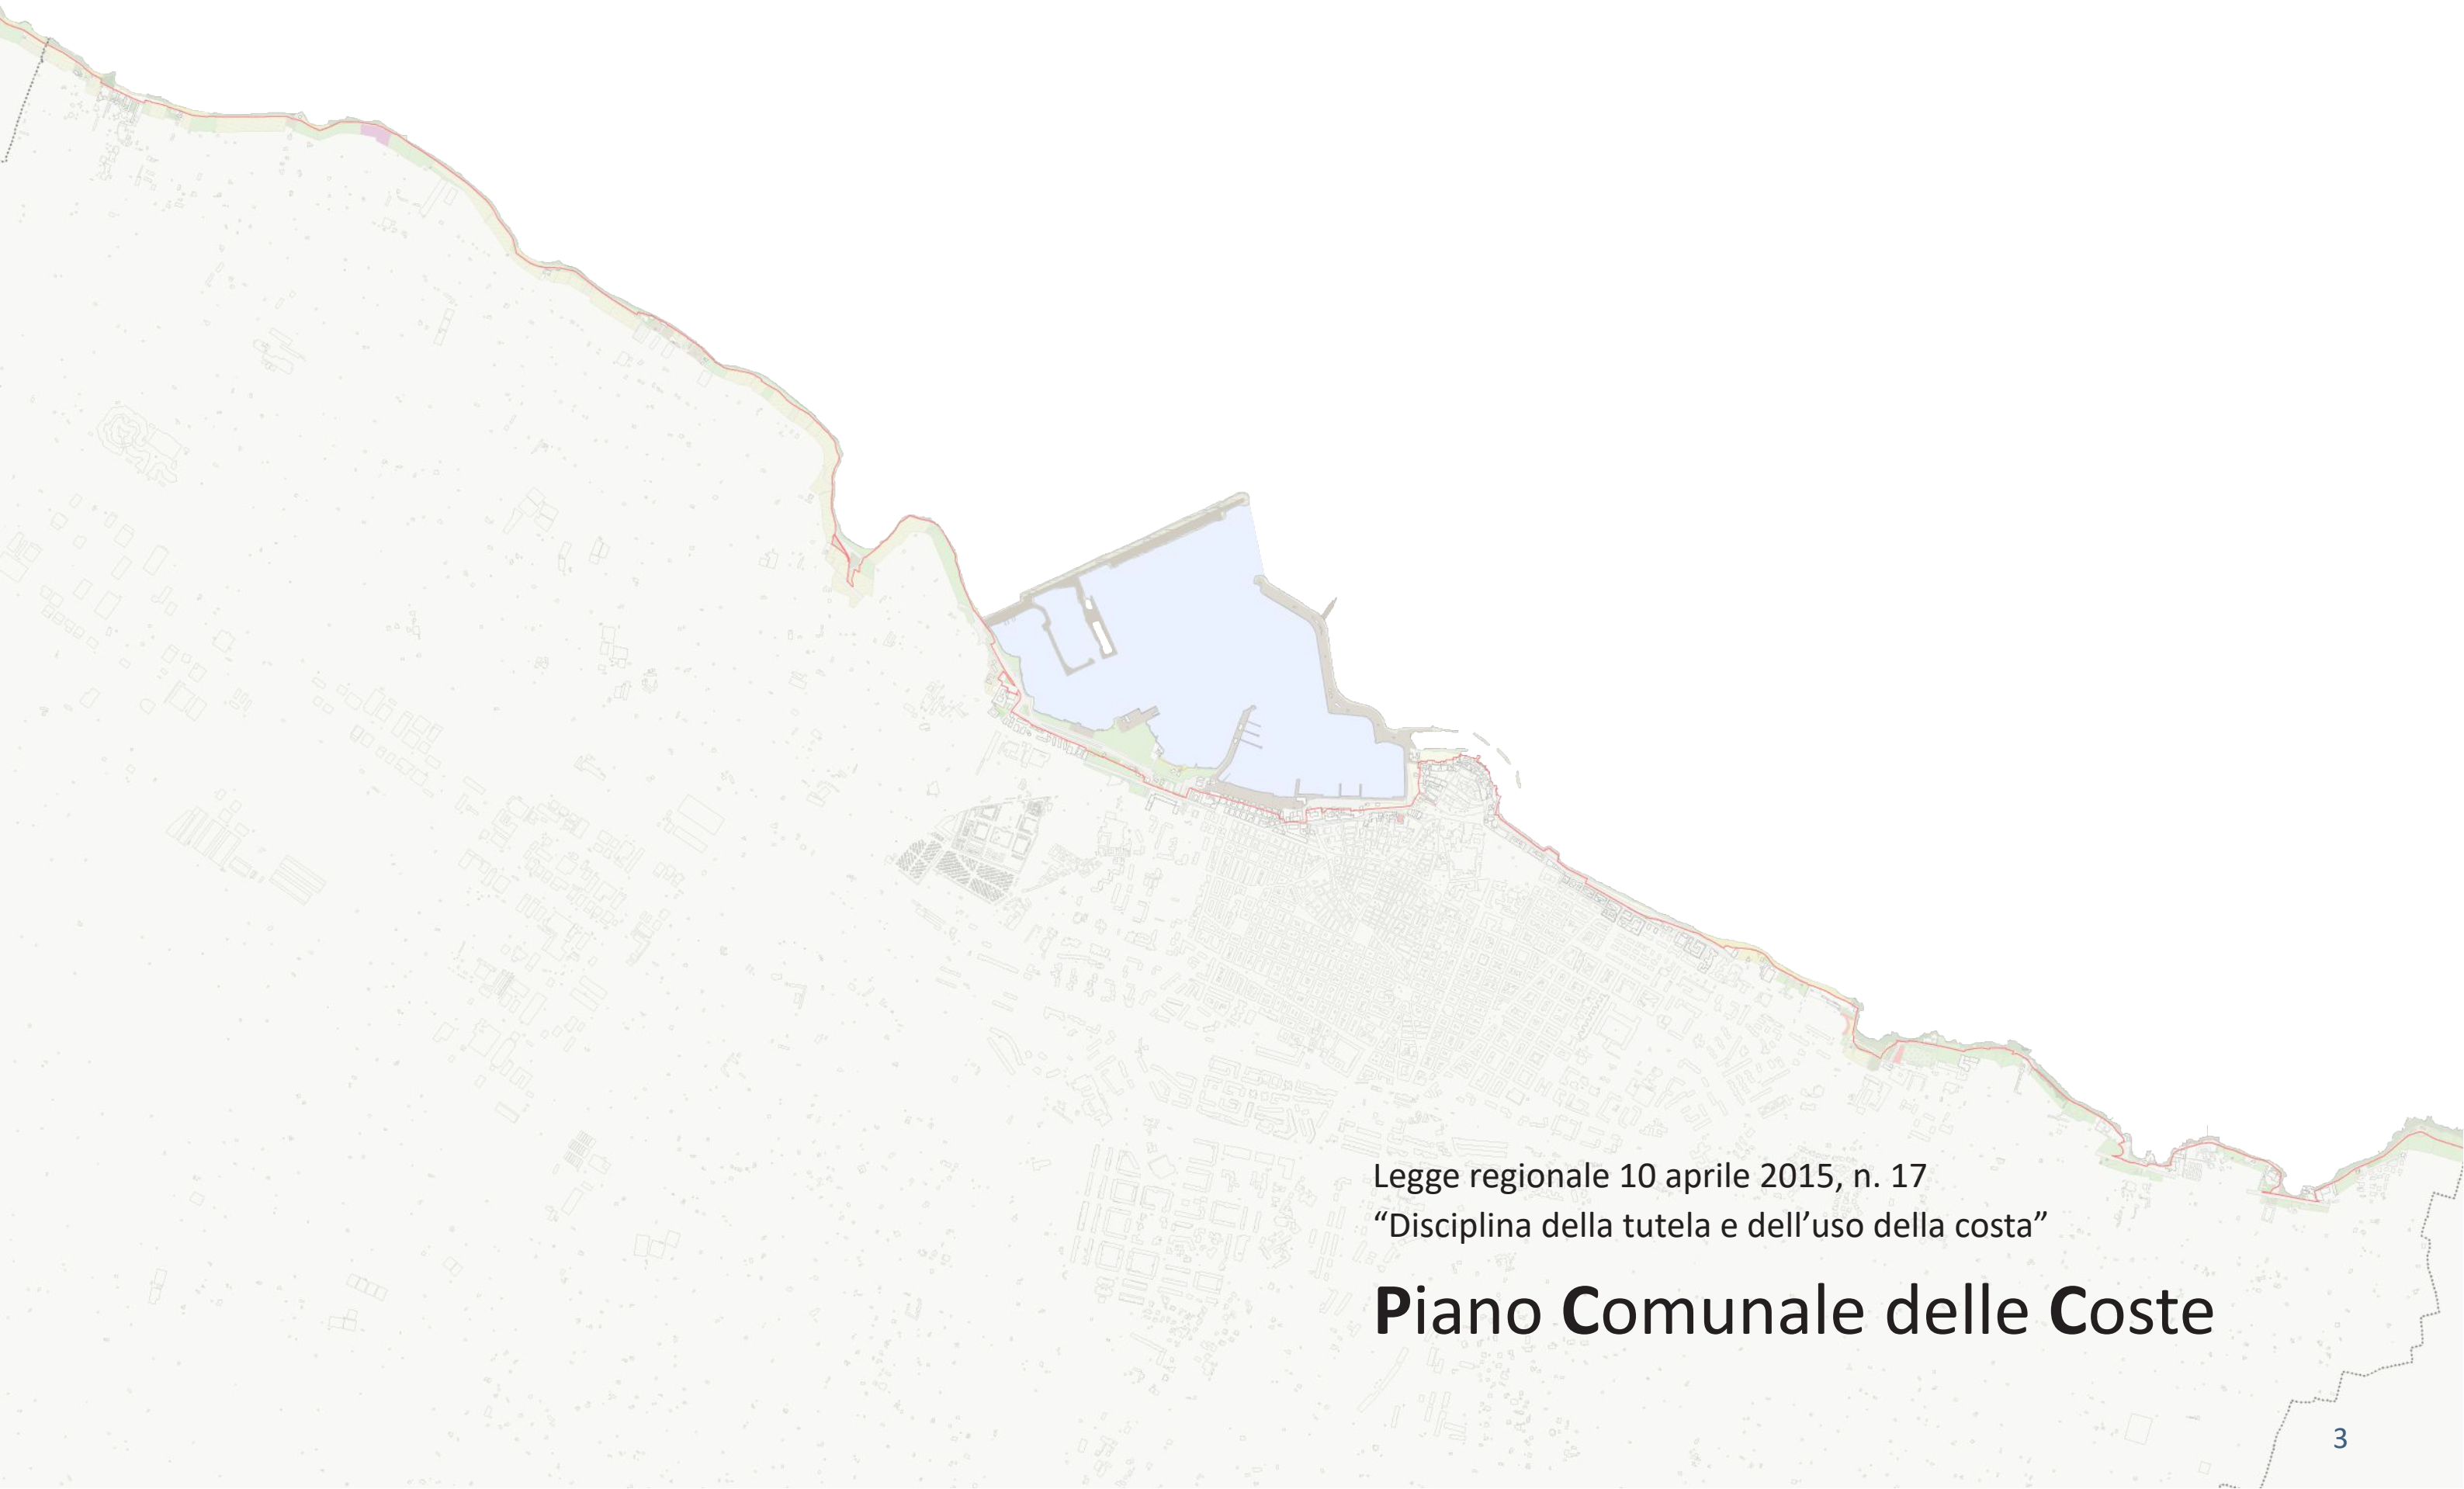 Legge regionale 10 aprile 2015, n. 17
“Disciplina della tutela e dell’uso della costa”
Piano Comunale delle Coste
3